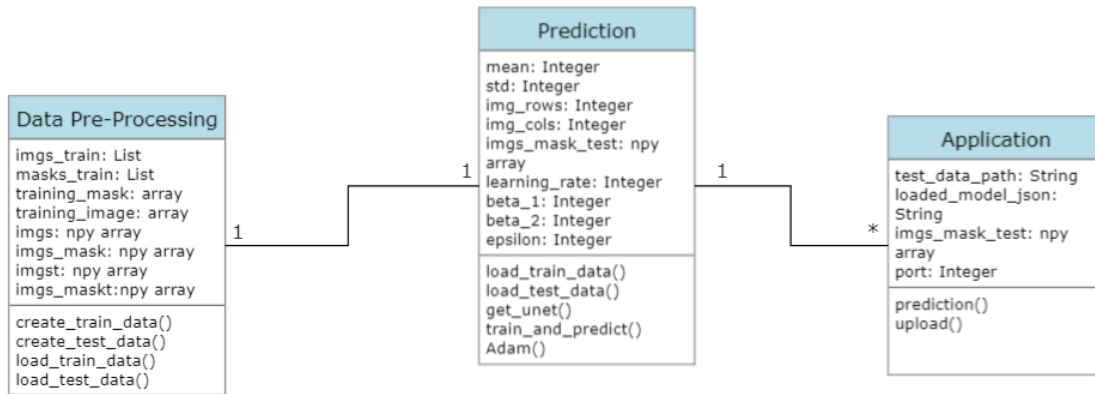 Data Pre-Processing
imgs_train: List
masks_train: List
training_mask: array
training_image: array
imgs: npy array
imgs_mask: npy array
imgst: npy array
imgs_maskt:npy array
create_train_data()
create_test_data()
load_train_data()
load_test_data()
1
1
Prediction
mean: Integer
std: Integer
img_rows: Integer
img_cols: Integer
imgs_mask_test: npy
array
learning_rate: Integer
beta_1: Integer
beta_2: Integer
epsilon: Integer
load_train_data()
load_test_data()
get_unet()
train_and_predict()
Adam()
1
*
Application
test_data_path: String
loaded_model_json:
String
imgs_mask_test: npy
array
port: Integer
prediction()
upload()